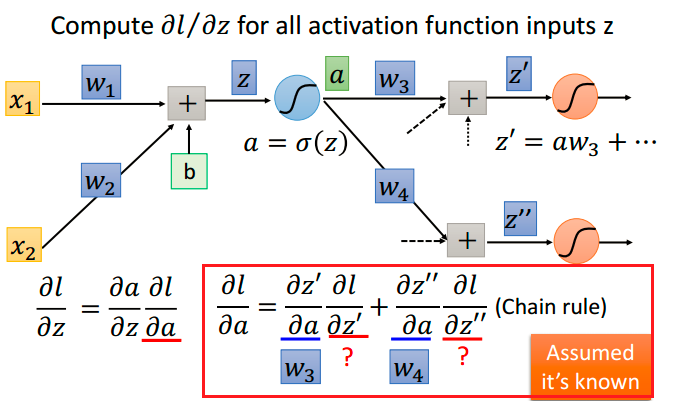 Compute ∂l/∂z for all activation function inputs z
x₁ w₁ + z a w₃ + z′
a = σ(z)
z′ = aw₃ + ⋯
b
w₂
w₄
x₂
+ z′′
∂l/∂z = ∂a/∂z ∂l/∂a
∂l/∂a = ∂z′/∂a ∂l/∂z′ + ∂z′′/∂a ∂l/∂z′′ (Chain rule)
w₃ ? w₄ ?
Assumed
it's known